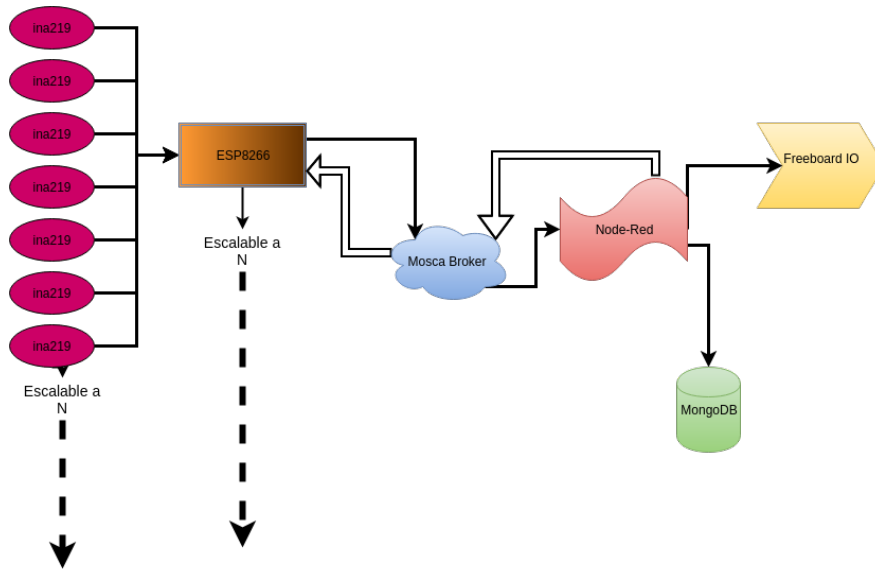 ina219
ina219
ina219
ina219
ina219
ina219
ina219
Escalable a
N
ESP8266
Escalable a
N
Mosca Broker
Node-Red
Freeboard IO
MongoDB